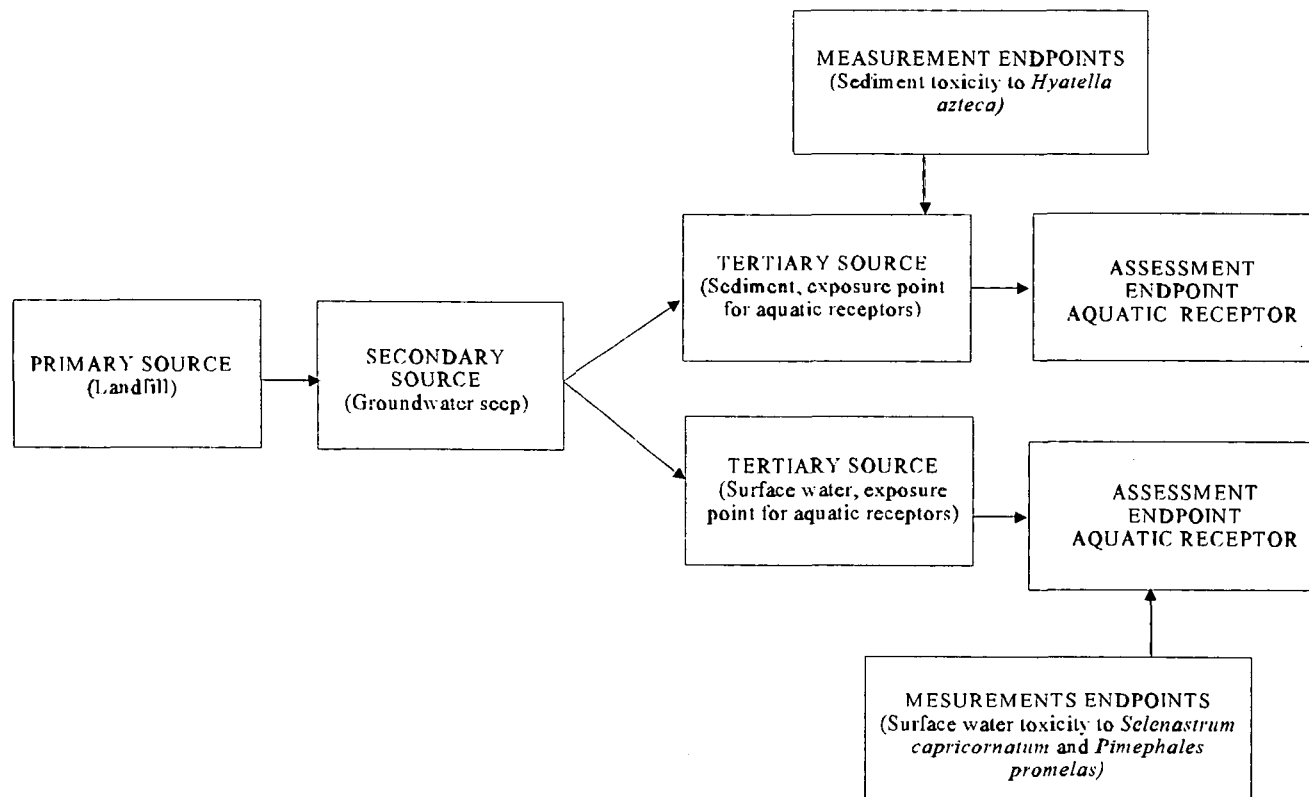 MEASUREMENT ENDPOINTS
(Sediment toxicity to Hyatella
azteca)
TERTIARY SOURCE
(Sediment, exposure point
for aquatic receptors)
ASSESSMENT
ENDPOINT
AQUATIC RECEPTOR
PRIMARY SOURCE
(Landfill)
SECONDARY
SOURCE
(Groundwater seep)
TERTIARY SOURCE
(Surface water, exposure
point for aquatic receptors)
ASSESSMENT
ENDPOINT
AQUATIC RECEPTOR
MESUREMENTS ENDPOINTS
(Surface water toxicity to Selenastrum
capricornatum and Pimephales
promelas)